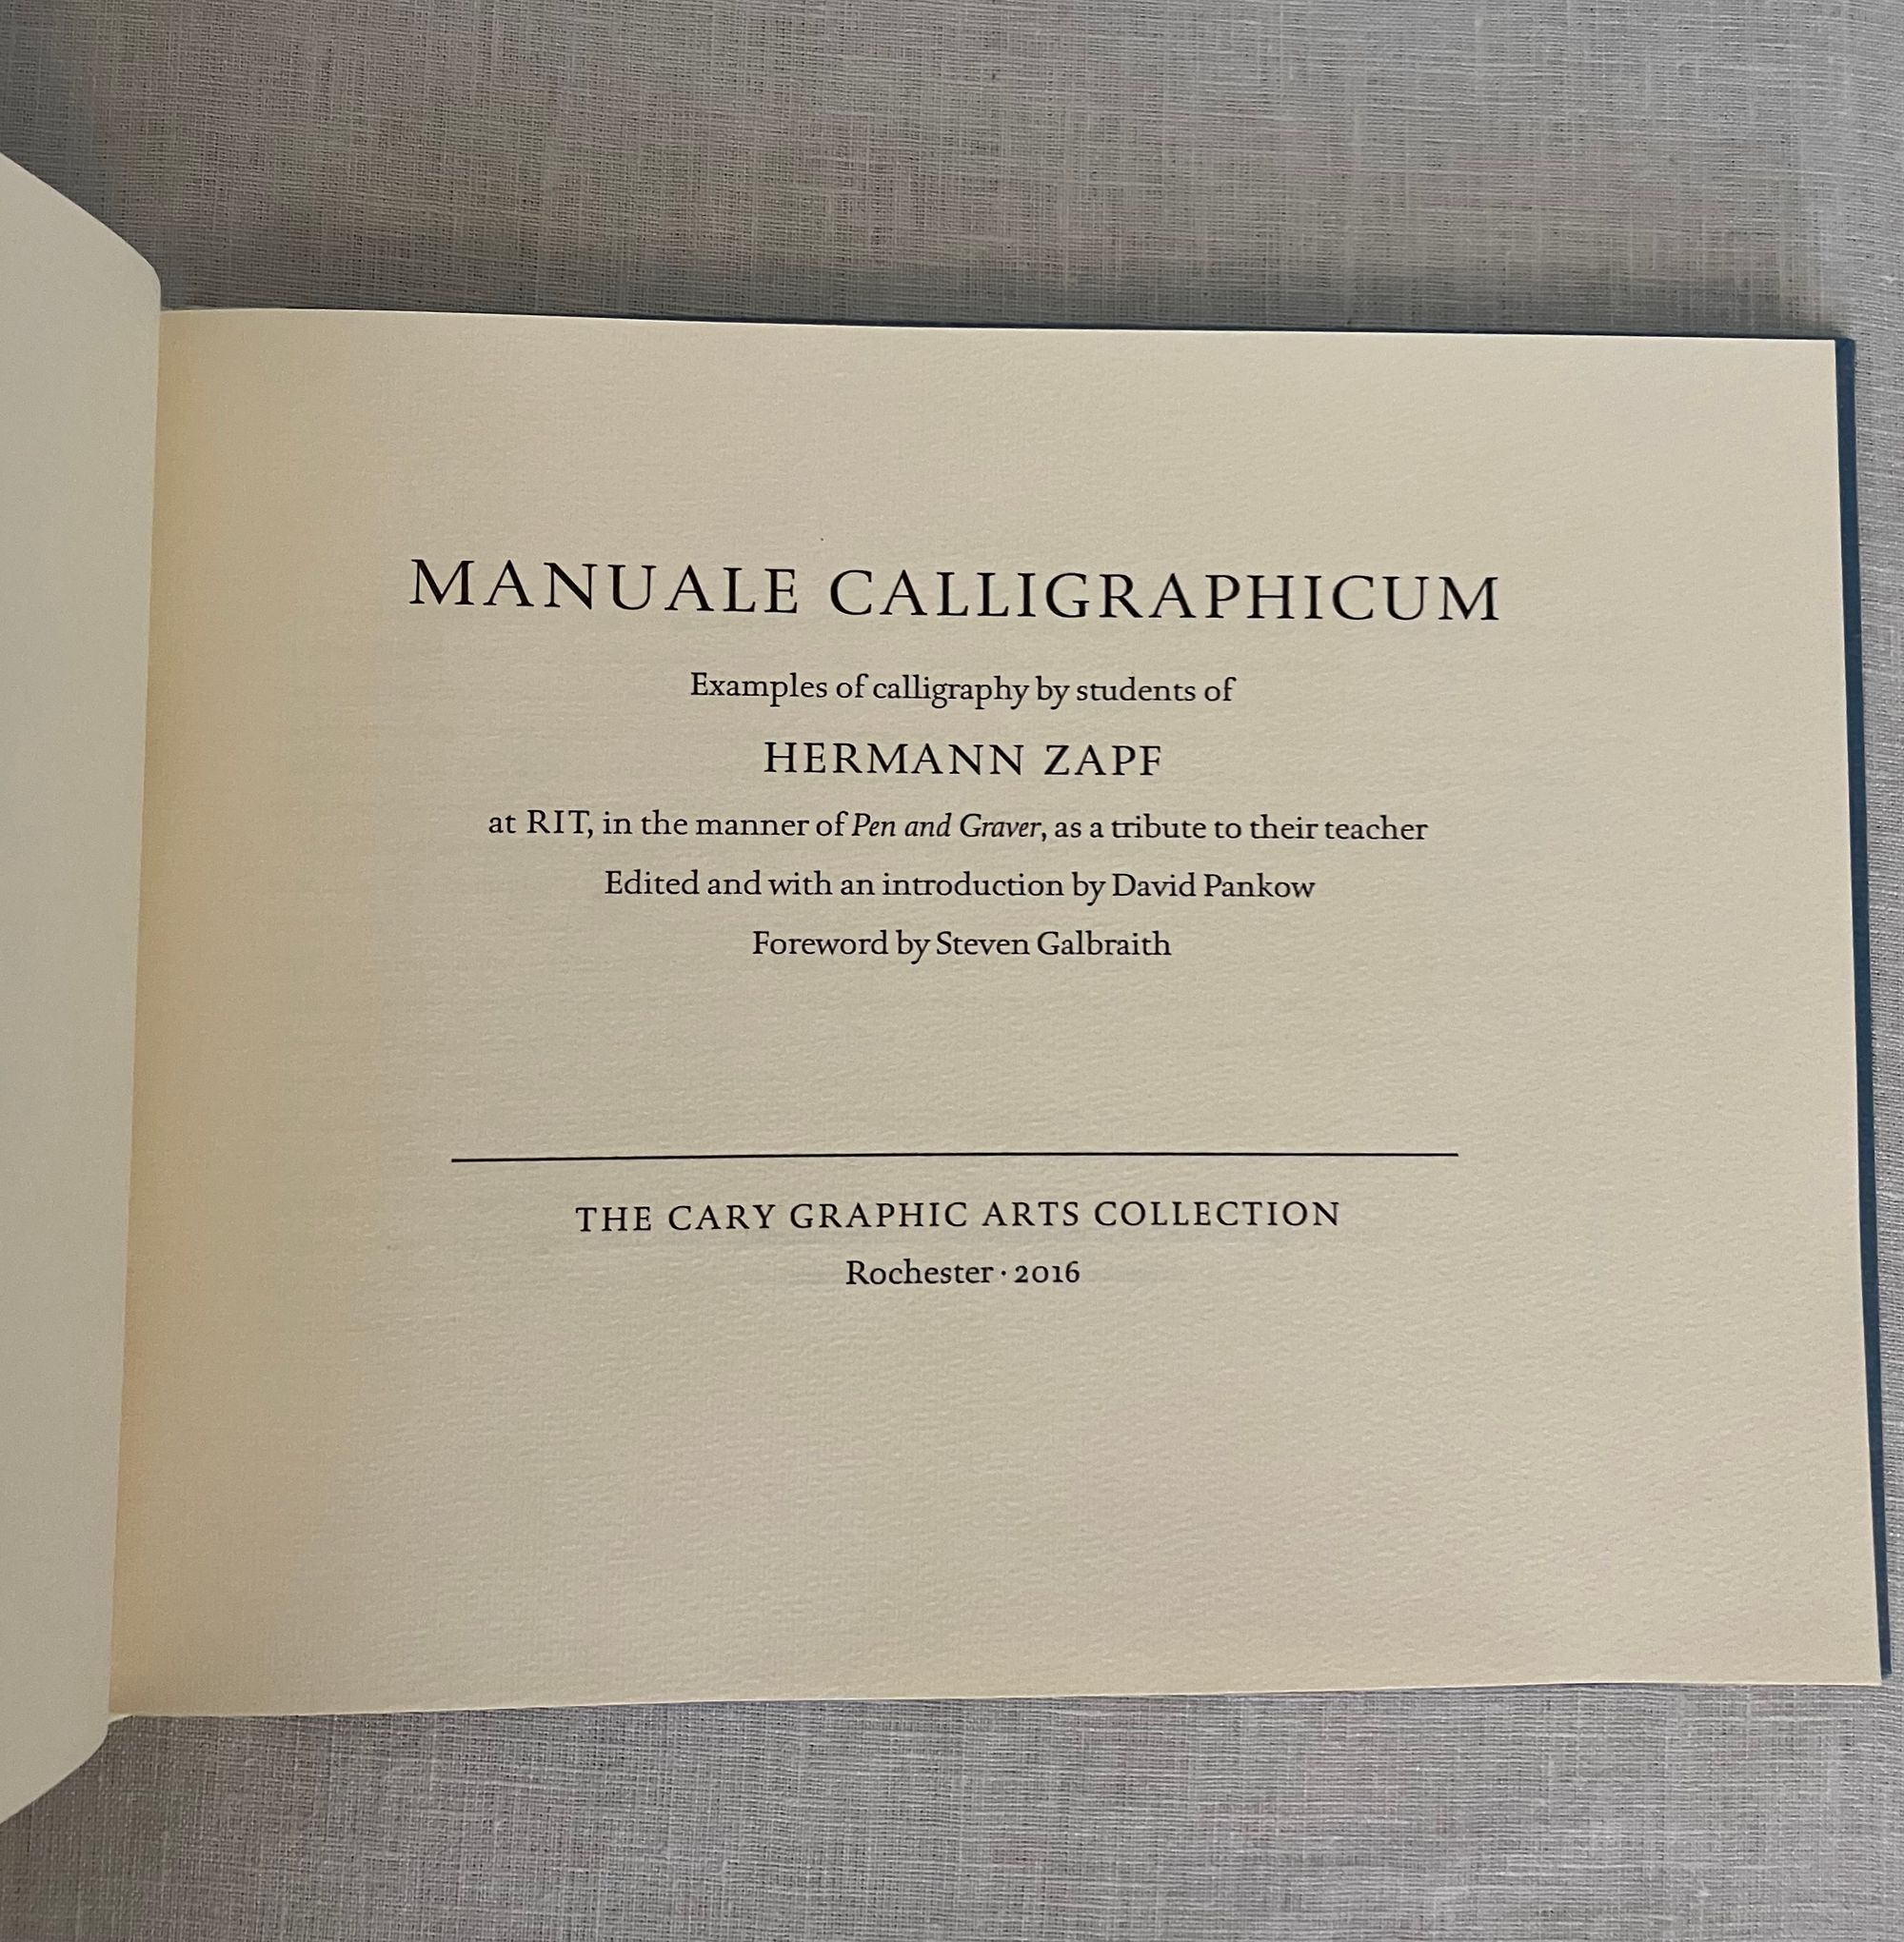 MANUALE CALLIGRAPHICUM
Examples of calligraphy by students of
HERMANN ZAPF
at RIT, in the manner of Pen and Graver, as a tribute to their teacher
Edited and with an introduction by David Pankow
Foreword by Steven Galbraith
THE CARY GRAPHIC ARTS COLLECTION
Rochester · 2016